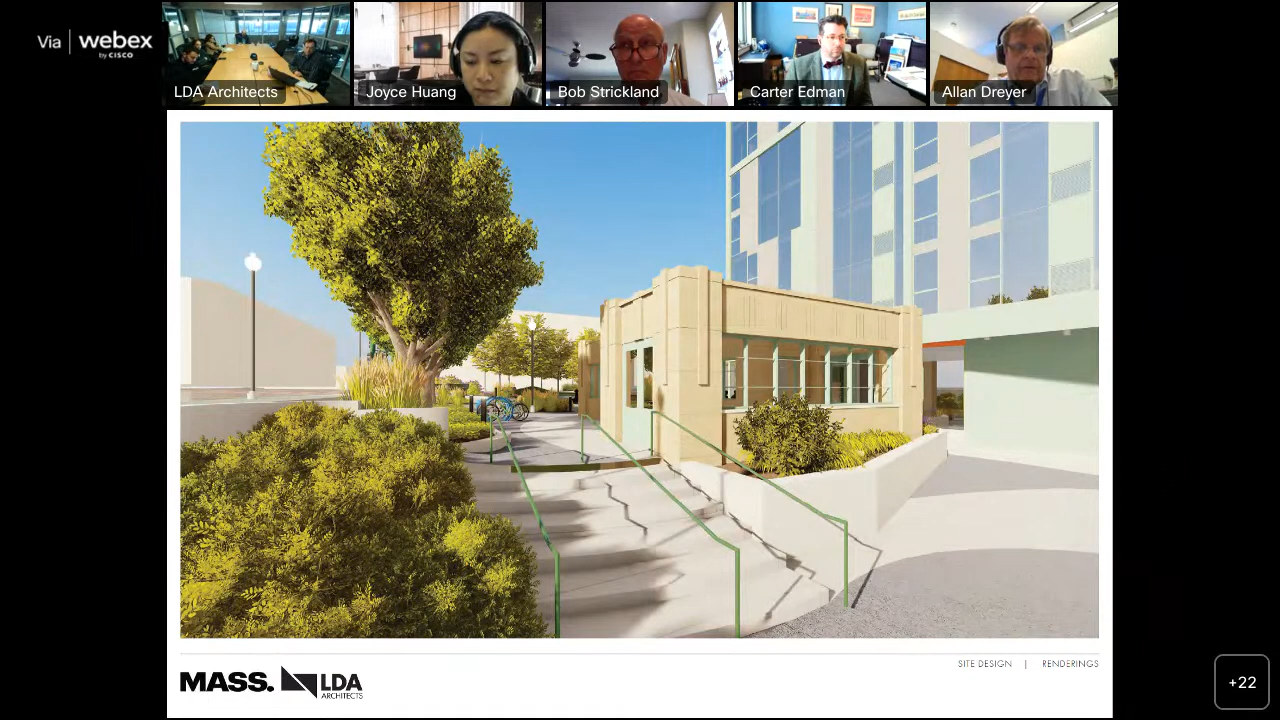 Via | webex
by CISCO
LDA Architects
Joyce Huang
Bob Strickland
Carter Edman
Allan Dreyer
SITE DESIGN | RENDERINGS
MASS. LDA
ARCHITECTS
+22